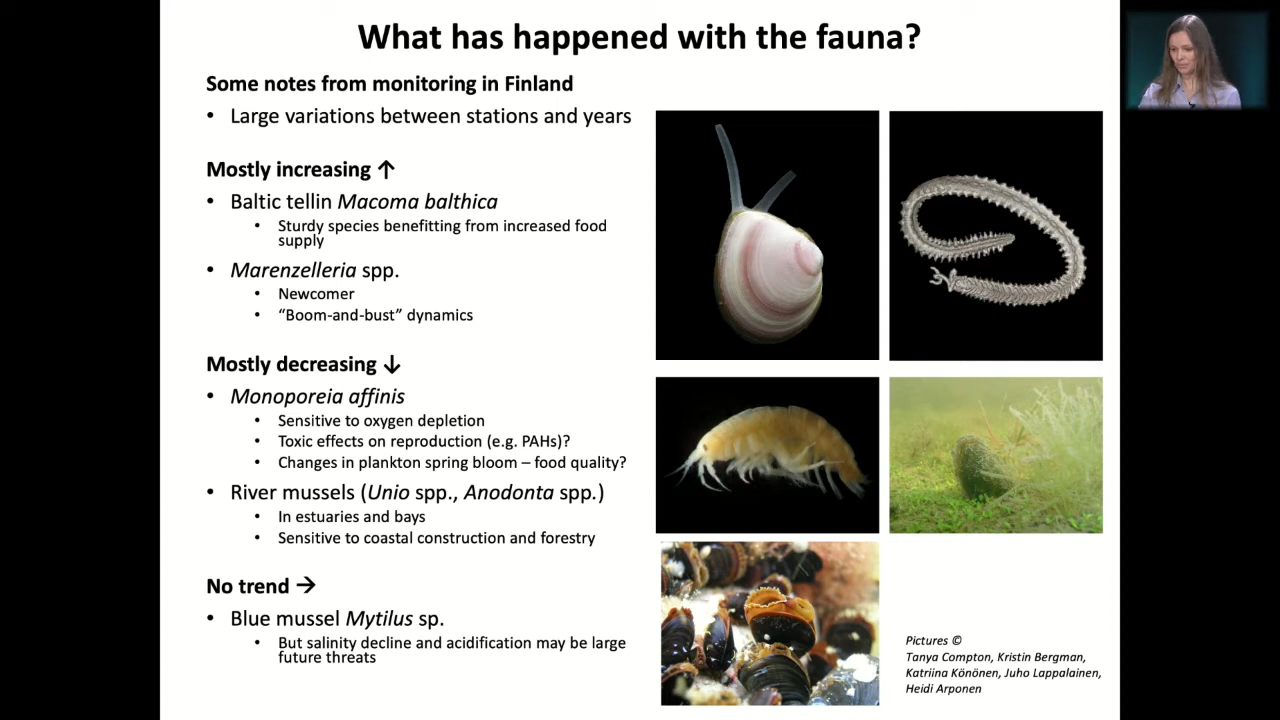 What has happened with the fauna?
Some notes from monitoring in Finland
• Large variations between stations and years
Mostly increasing ↑
• Baltic tellin Macoma balthica
• Sturdy species benefitting from increased food
supply
• Marenzelleria spp.
• Newcomer
• “Boom-and-bust” dynamics
Mostly decreasing ↓
• Monoporeia affinis
• Sensitive to oxygen depletion
• Toxic effects on reproduction (e.g. PAHs)?
• Changes in plankton spring bloom – food quality?
• River mussels (Unio spp., Anodonta spp.)
• In estuaries and bays
• Sensitive to coastal construction and forestry
No trend →
• Blue mussel Mytilus sp.
• But salinity decline and acidification may be large
future threats
Pictures ©
Tanya Compton, Kristin Bergman,
Katriina Könönen, Juho Lappalainen,
Heidi Arponen